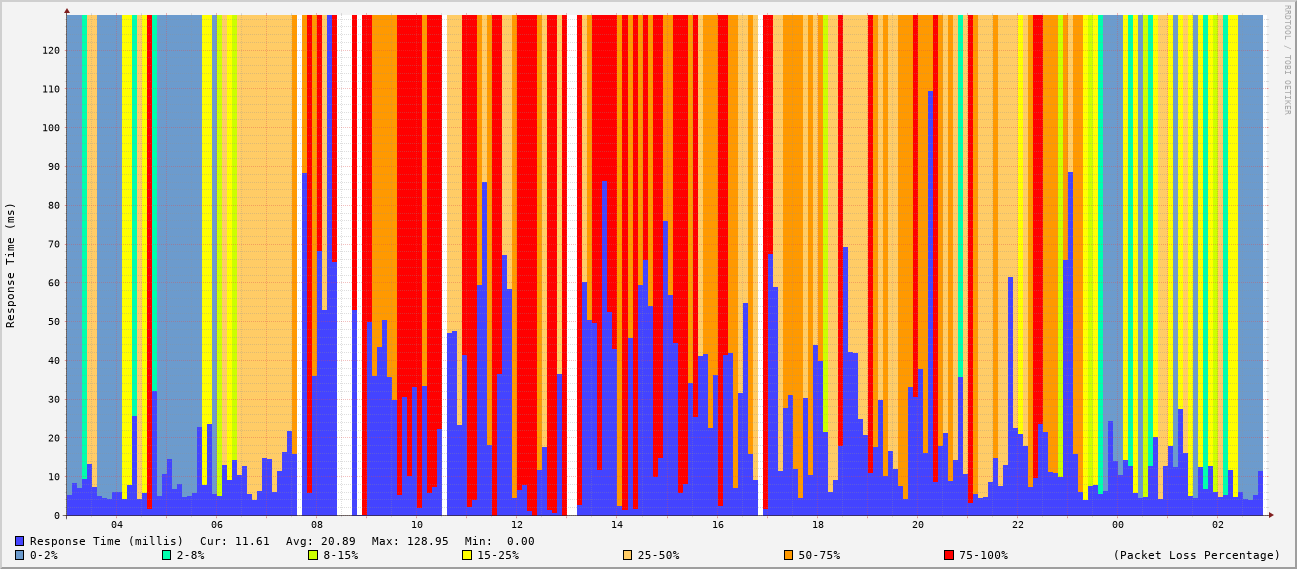 RRDTOOL / TOBI OETIKER
Response Time (ms)
120
110
100
90
80
70
60
50
40
30
20
10
0
04 06 08 10 12 14 16 18 20 22 00 02
Response Time (millis) Cur: 11.61 Avg: 20.89 Max: 128.95 Min: 0.00
0-2% 2-8% 8-15% 15-25% 25-50% 50-75% 75-100% (Packet Loss Percentage)